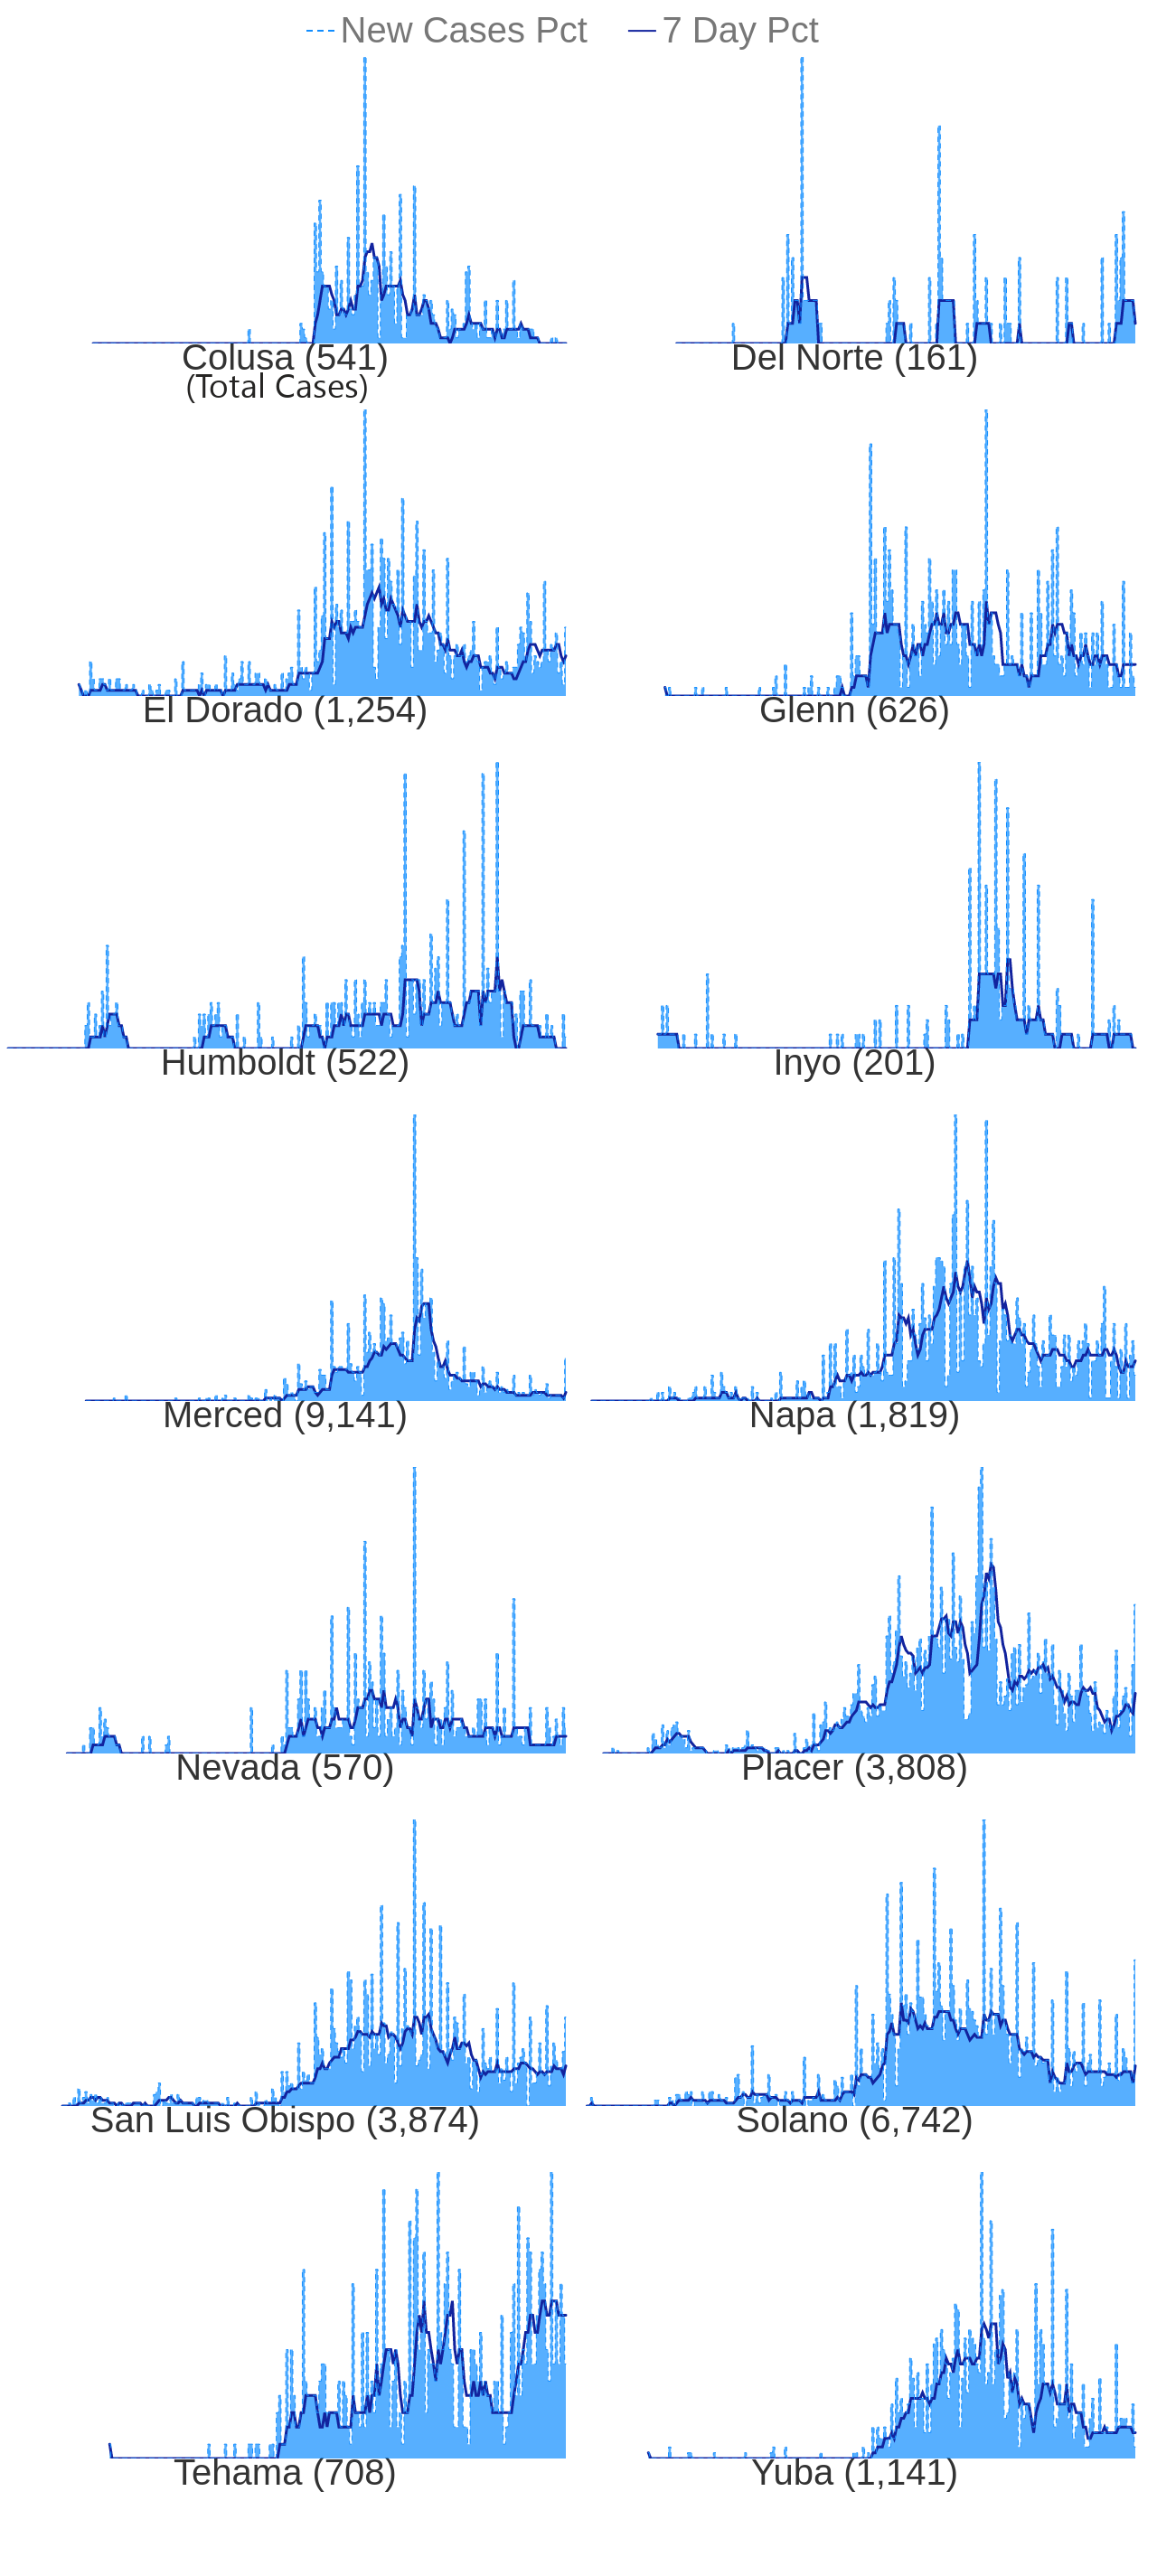 New Cases Pct 7 Day Pct
Colusa (541) Del Norte (161)
(Total Cases)
El Dorado (1,254) Glenn (626)
Humboldt (522) Inyo (201)
Merced (9,141) Napa (1,819)
Nevada (570) Placer (3,808)
San Luis Obispo (3,874) Solano (6,742)
Tehama (708) Yuba (1,141)